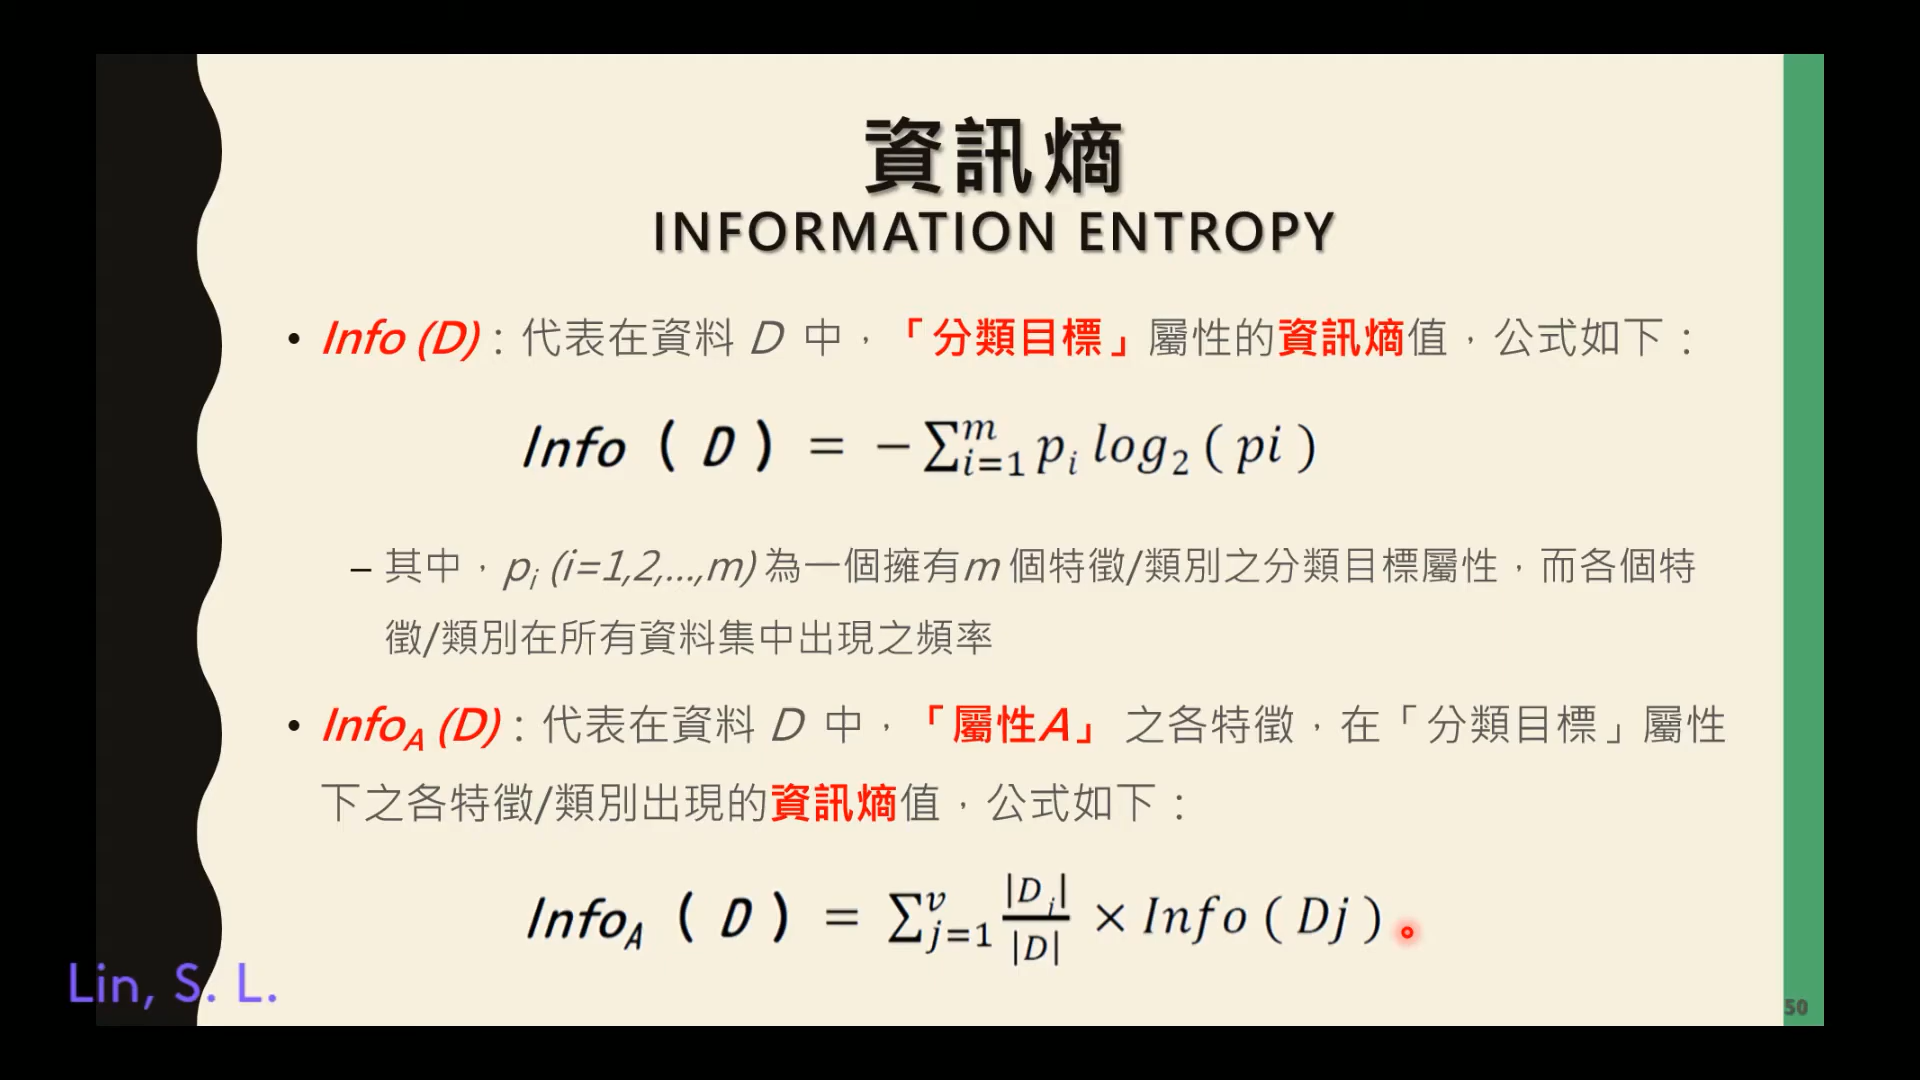 資訊熵
INFORMATION ENTROPY
• Info (D)：代表在資料 D 中，「分類目標」屬性的資訊熵值，公式如下：
Info ( D ) = −∑ᵐᵢ₌₁ pᵢ log₂ ( pi )
– 其中，pᵢ (i=1,2,...,m) 為一個擁有m 個特徵/類別之分類目標屬性，而各個特
徵/類別在所有資料集中出現之頻率
• Info_A (D)：代表在資料 D 中，「屬性A」 之各特徵，在「分類目標」屬性
下之各特徵/類別出現的資訊熵值，公式如下：
Info_A ( D ) = ∑ᵛⱼ₌₁ |Dⱼ|/|D| × Info ( Dj )
Lin, S. L.
50